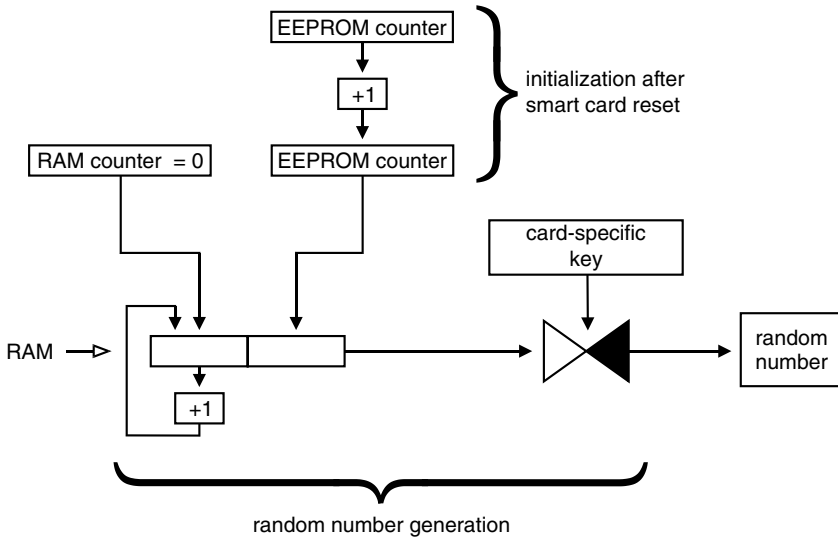 EEPROM counter
+1
EEPROM counter
initialization after
smart card reset
RAM counter = 0
card-specific
key
RAM
+1
random
number
random number generation